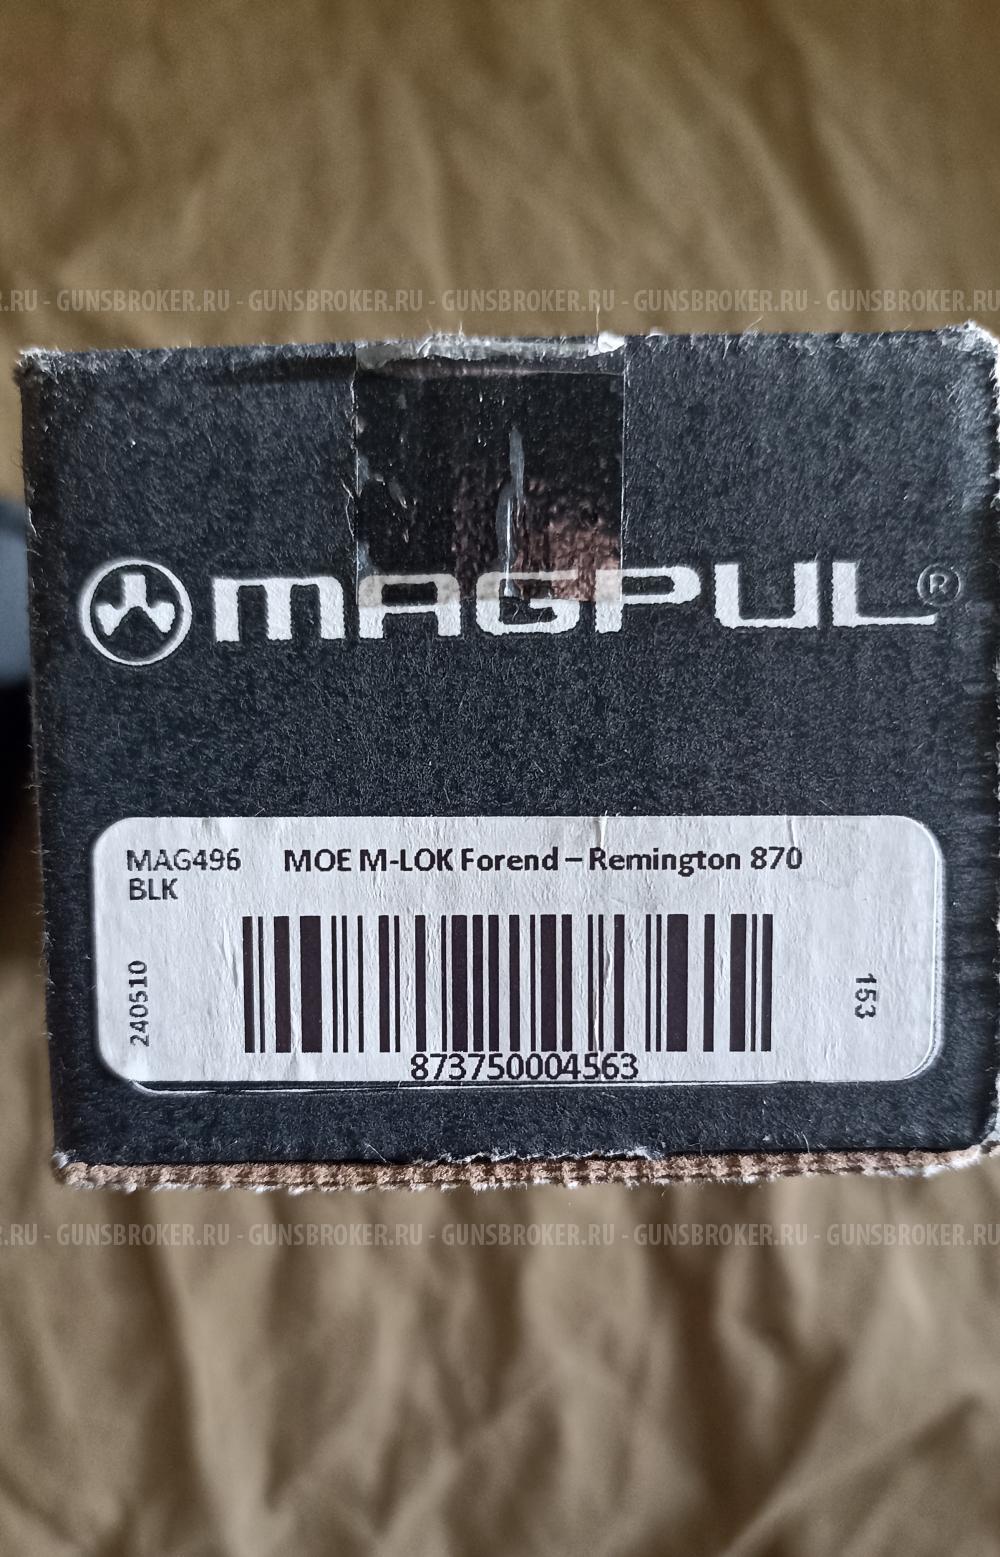 .RU - GUNSBROKER.RU - GUNSBROKER.RU - GUNSBROKER.RU - GUNSBROKER.RU - GUNSBROKER.RU
MAGPUL®
MAG496 MOE M-LOK Forend – Remington 870
BLK
240510
153
873750004563
.RU - GUNSBROKER.RU - GUNSBROKER.RU - GUNSBROKER.RU - GUNSBROKER.RU - GUNSBROKER.RU